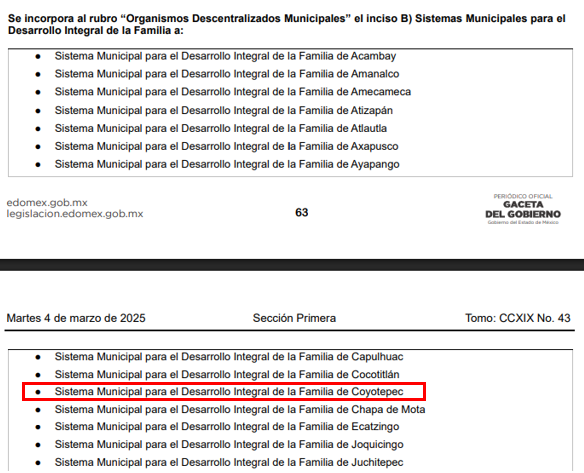 Se incorpora al rubro “Organismos Descentralizados Municipales” el inciso B) Sistemas Municipales para el
Desarrollo Integral de la Familia a:
● Sistema Municipal para el Desarrollo Integral de la Familia de Acambay
● Sistema Municipal para el Desarrollo Integral de la Familia de Amanalco
● Sistema Municipal para el Desarrollo Integral de la Familia de Amecameca
● Sistema Municipal para el Desarrollo Integral de la Familia de Atizapán
● Sistema Municipal para el Desarrollo Integral de la Familia de Atlautla
● Sistema Municipal para el Desarrollo Integral de la Familia de Axapusco
● Sistema Municipal para el Desarrollo Integral de la Familia de Ayapango
edomex.gob.mx
legislacion.edomex.gob.mx
63
PERIÓDICO OFICIAL
GACETA
DEL GOBIERNO
Gobierno del Estado de México
Martes 4 de marzo de 2025 Sección Primera Tomo: CCXIX No. 43
● Sistema Municipal para el Desarrollo Integral de la Familia de Capulhuac
● Sistema Municipal para el Desarrollo Integral de la Familia de Cocotitlán
● Sistema Municipal para el Desarrollo Integral de la Familia de Coyotepec
● Sistema Municipal para el Desarrollo Integral de la Familia de Chapa de Mota
● Sistema Municipal para el Desarrollo Integral de la Familia de Ecatzingo
● Sistema Municipal para el Desarrollo Integral de la Familia de Joquicingo
● Sistema Municipal para el Desarrollo Integral de la Familia de Juchitepec